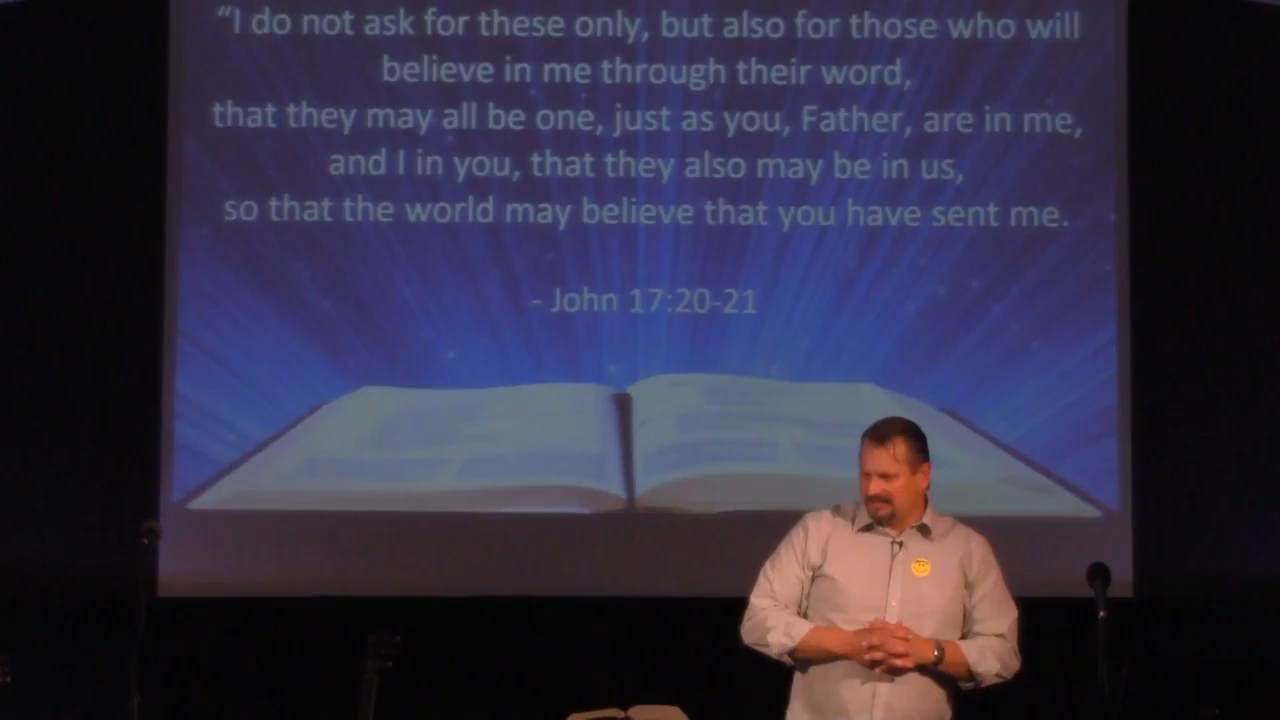 “I do not ask for these only, but also for those who will
believe in me through their word,
that they may all be one, just as you, Father, are in me,
and I in you, that they also may be in us,
so that the world may believe that you have sent me.
- John 17:20-21